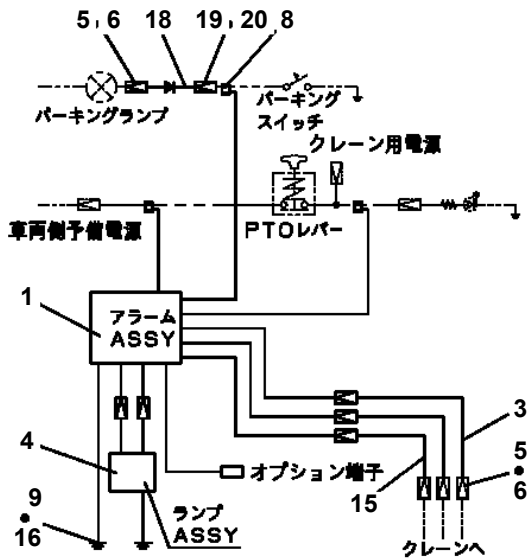 5, 6 18 19, 20 8
パーキングランプ
パーキング
スイッチ
クレーン用電源
車両側予備電源
PTOレバー
1
アラーム
ASSY
3
4
5
•
6
オプション端子
15
9
•
16
ランプ
ASSY
クレーンへ